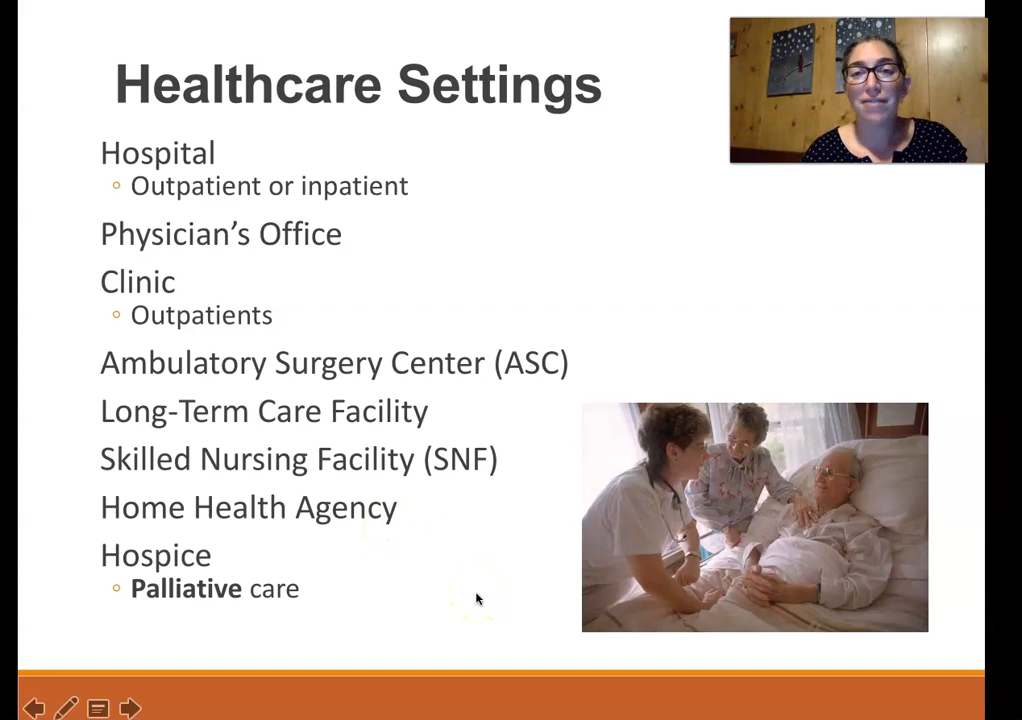 Healthcare Settings
Hospital
◦ Outpatient or inpatient
Physician’s Office
Clinic
◦ Outpatients
Ambulatory Surgery Center (ASC)
Long-Term Care Facility
Skilled Nursing Facility (SNF)
Home Health Agency
Hospice
◦ Palliative care